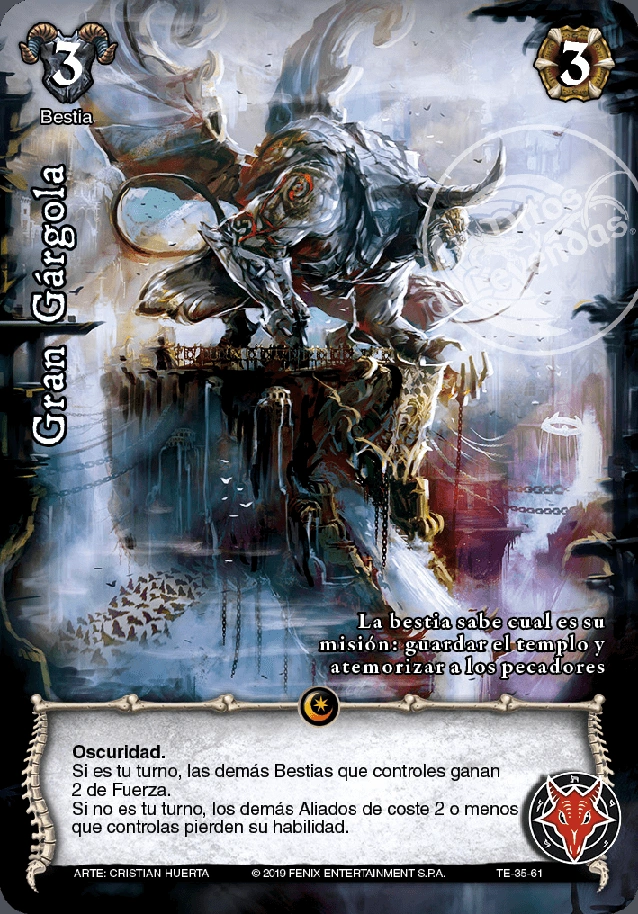 3
3
Bestia
Gran Gárgola
Mitos y Leyendas
La bestia sabe cual es su
misión: guardar el templo y
atemorizar a los pecadores
Oscuridad.
Si es tu turno, las demás Bestias que controles ganan
2 de Fuerza.
Si no es tu turno, los demás Aliados de coste 2 o menos
que controlas pierden su habilidad.
ARTE: CRISTIAN HUERTA © 2019 FENIX ENTERTAINMENT S.P.A. TE-35-61